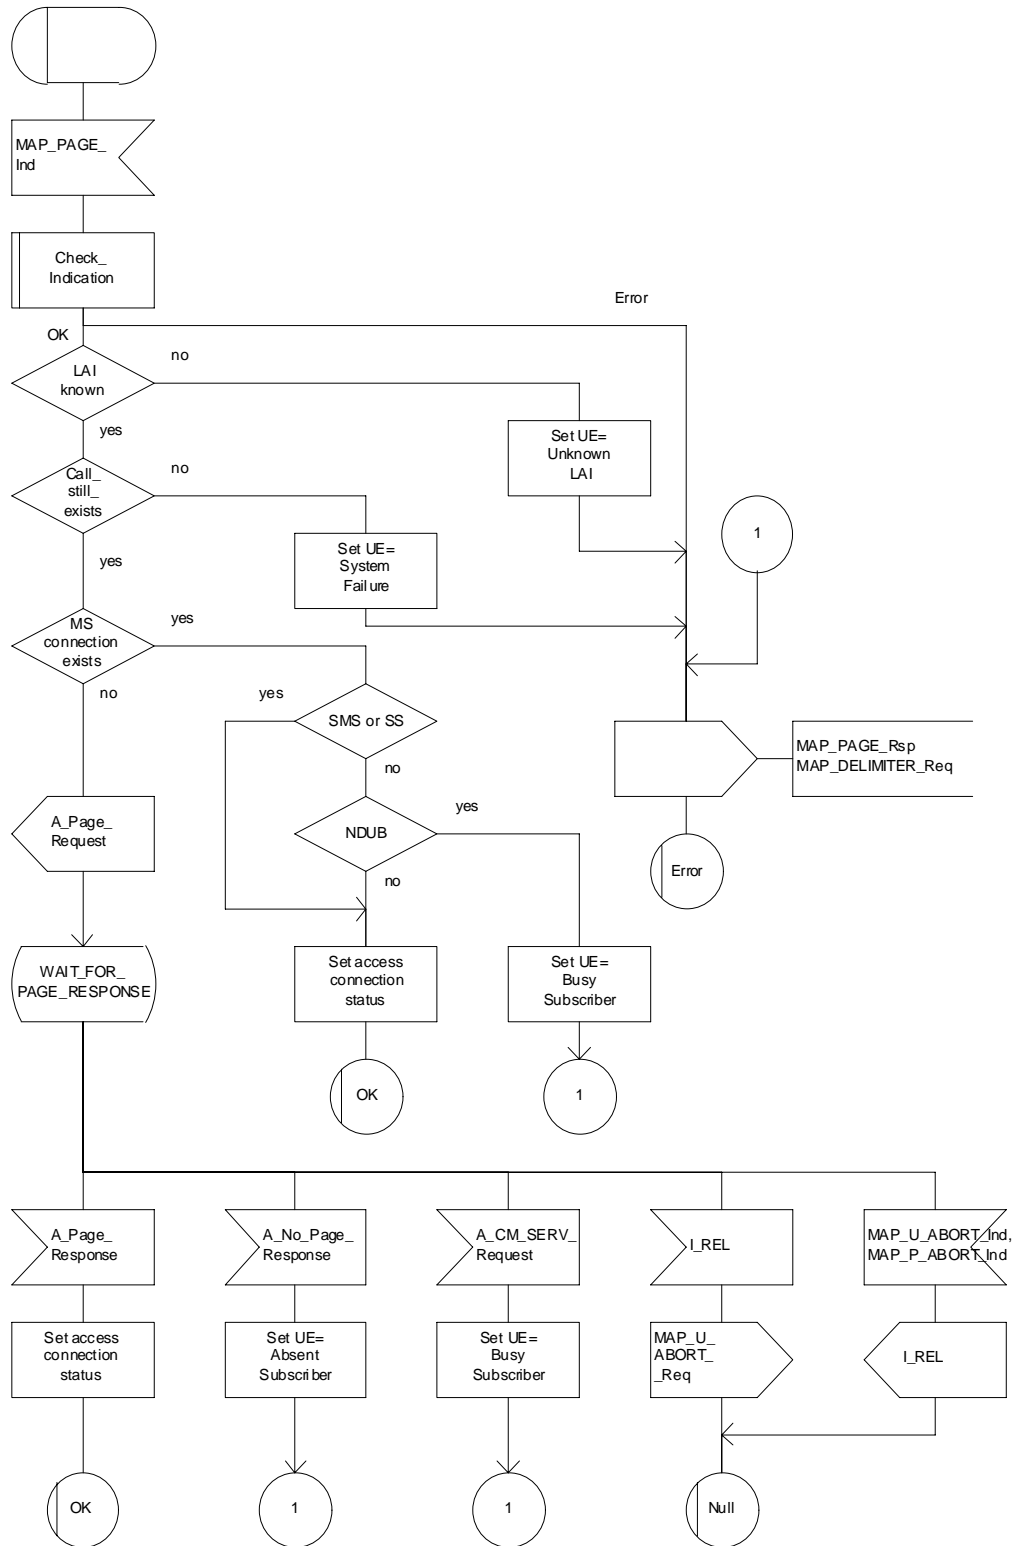 MAP_PAGE_
Ind
Check_
Indication
Error
OK
no
LAI
known
yes
Set UE=
Unknown
LAI
no
Call_
still_
exists
1
yes
Set UE=
System
Failure
yes
MS
connection
exists
no
yes
SMS or SS
no
MAP_PAGE_Rsp
MAP_DELIMITER_Req
A_Page_
Request
NDUB
yes
no
Error
WAIT_FOR_
PAGE_RESPONSE
Set access
connection
status
Set UE=
Busy
Subscriber
OK
1
A_Page_
Response
A_No_Page_
Response
A_CM_SERV_
Request
I_REL
MAP_U_ABORT_Ind,
MAP_P_ABORT_Ind
Set access
connection
status
Set UE=
Absent
Subscriber
Set UE=
Busy
Subscriber
MAP_U_
ABORT_
_Req
I_REL
OK
1
1
Null